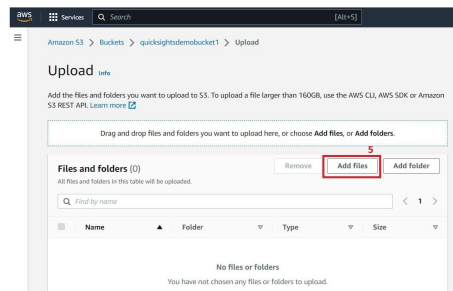 aws Services Search [Alt+S]
Amazon S3 > Buckets > quicksightsdemobucket1 > Upload
Upload Info
Add the files and folders you want to upload to S3. To upload a file larger than 160GB, use the AWS CLI, AWS SDK or Amazon
S3 REST API. Learn more
Drag and drop files and folders you want to upload here, or choose Add files, or Add folders.
5
Files and folders (0) Remove Add files Add folder
All files and folders in this table will be uploaded.
Find by name < 1 >
Name Folder Type Size
No files or folders
You have not chosen any files or folders to upload.